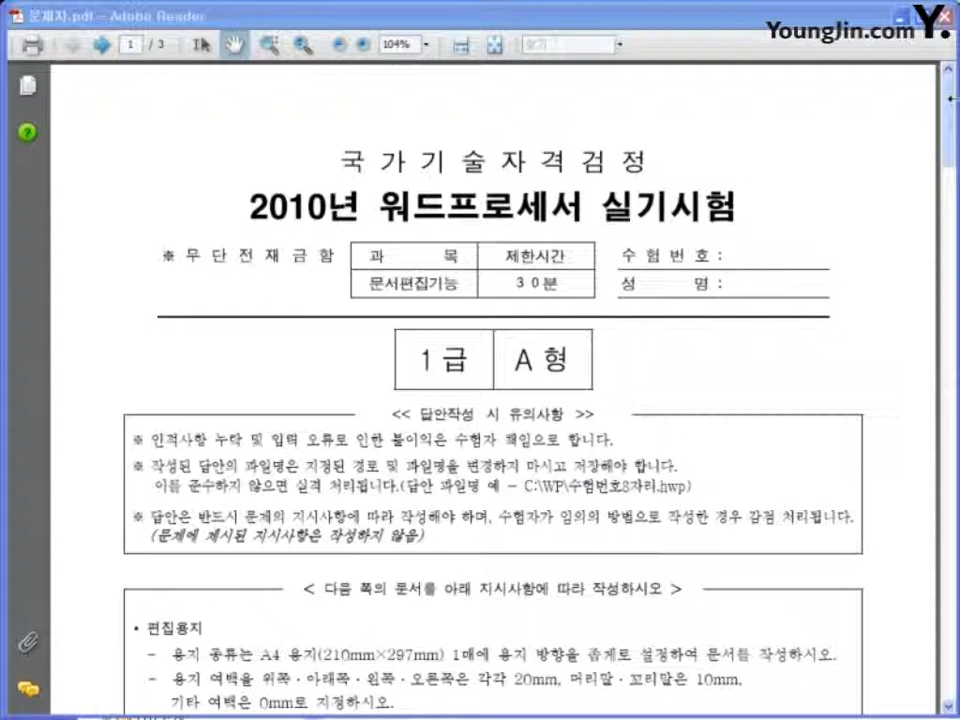 문제지.pdf - Adobe Reader
1 / 3
104%
찾기
YoungJin.com Y.
국 가 기 술 자 격 검 정
2010년 워드프로세서 실기시험
※ 무 단 전 재 금 함
과 목 제한시간
문서편집기능 3 0 분
수 험 번 호 :
성 명 :
1 급 A 형
<< 답안작성 시 유의사항 >>
※ 인적사항 누락 및 입력 오류로 인한 불이익은 수험자 책임으로 합니다.
※ 작성된 답안의 파일명은 지정된 경로 및 파일명을 변경하지 마시고 저장해야 합니다.
이를 준수하지 않으면 실격 처리됩니다.(답안 파일명 예 - C:\WP\수험번호8자리.hwp)
※ 답안은 반드시 문제의 지시사항에 따라 작성해야 하며, 수험자가 임의의 방법으로 작성한 경우 감점 처리됩니다.
(문제에 제시된 지시사항은 작성하지 않음)
< 다음 쪽의 문서를 아래 지시사항에 따라 작성하시오 >
• 편집용지
- 용지 종류는 A4 용지(210mm×297mm) 1매에 용지 방향을 좁게로 설정하여 문서를 작성하시오.
- 용지 여백을 위쪽·아래쪽·왼쪽·오른쪽은 각각 20mm, 머리말·꼬리말은 10mm,
기타 여백은 0mm로 지정하시오.